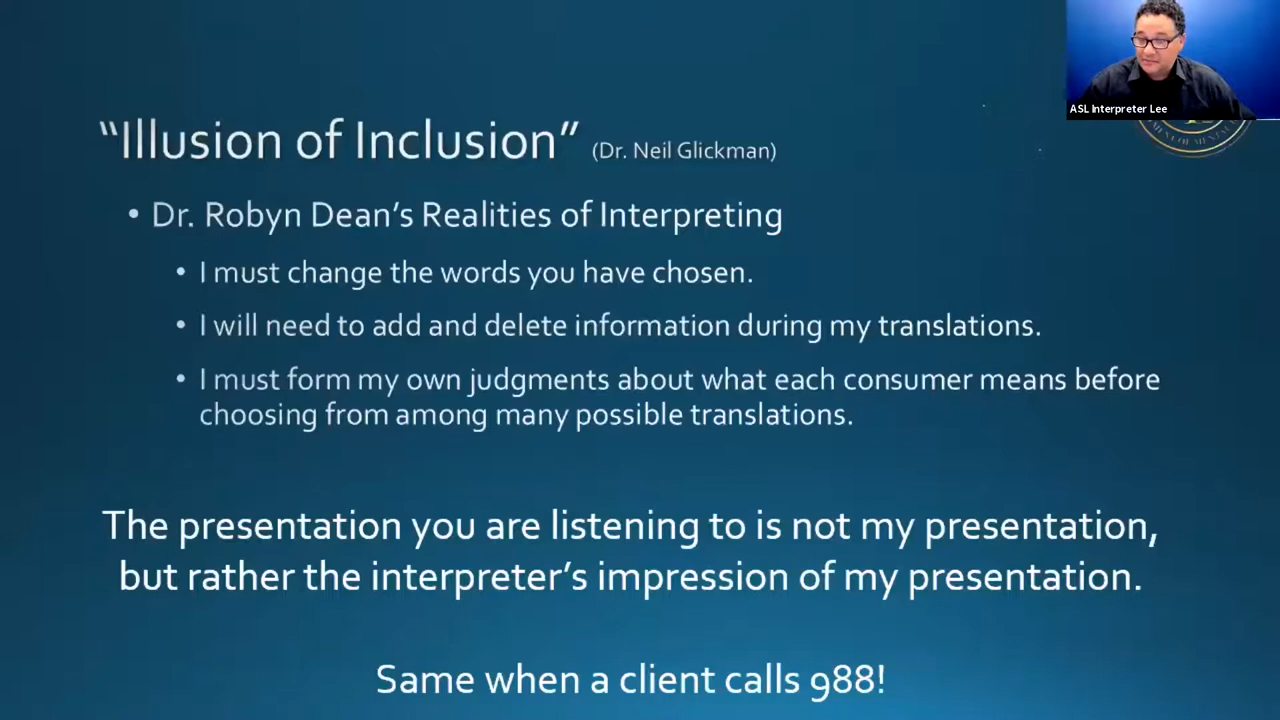 ASL Interpreter Lee
“Illusion of Inclusion” (Dr. Neil Glickman)
• Dr. Robyn Dean’s Realities of Interpreting
• I must change the words you have chosen.
• I will need to add and delete information during my translations.
• I must form my own judgments about what each consumer means before
choosing from among many possible translations.
The presentation you are listening to is not my presentation,
but rather the interpreter’s impression of my presentation.
Same when a client calls 988!